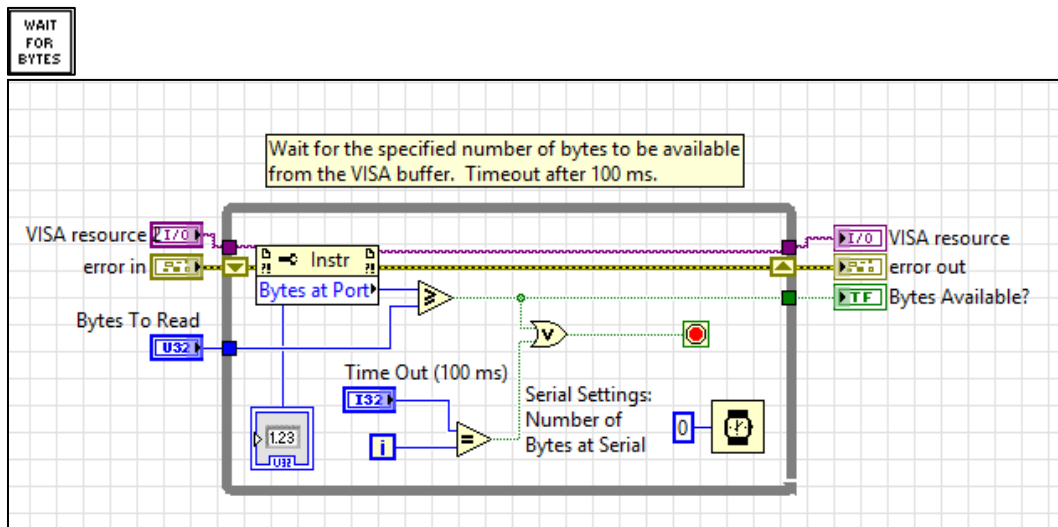 WAIT
FOR
BYTES
Wait for the specified number of bytes to be available
from the VISA buffer.  Timeout after 100 ms.
VISA resource 2
I/O
I/O
VISA resource
error in
Instr
error out
Bytes at Port
TF
Bytes Available?
Bytes To Read
U32
V
Time Out (100 ms)
I32
Serial Settings:
Number of
Bytes at Serial
0
i
1.23
U32